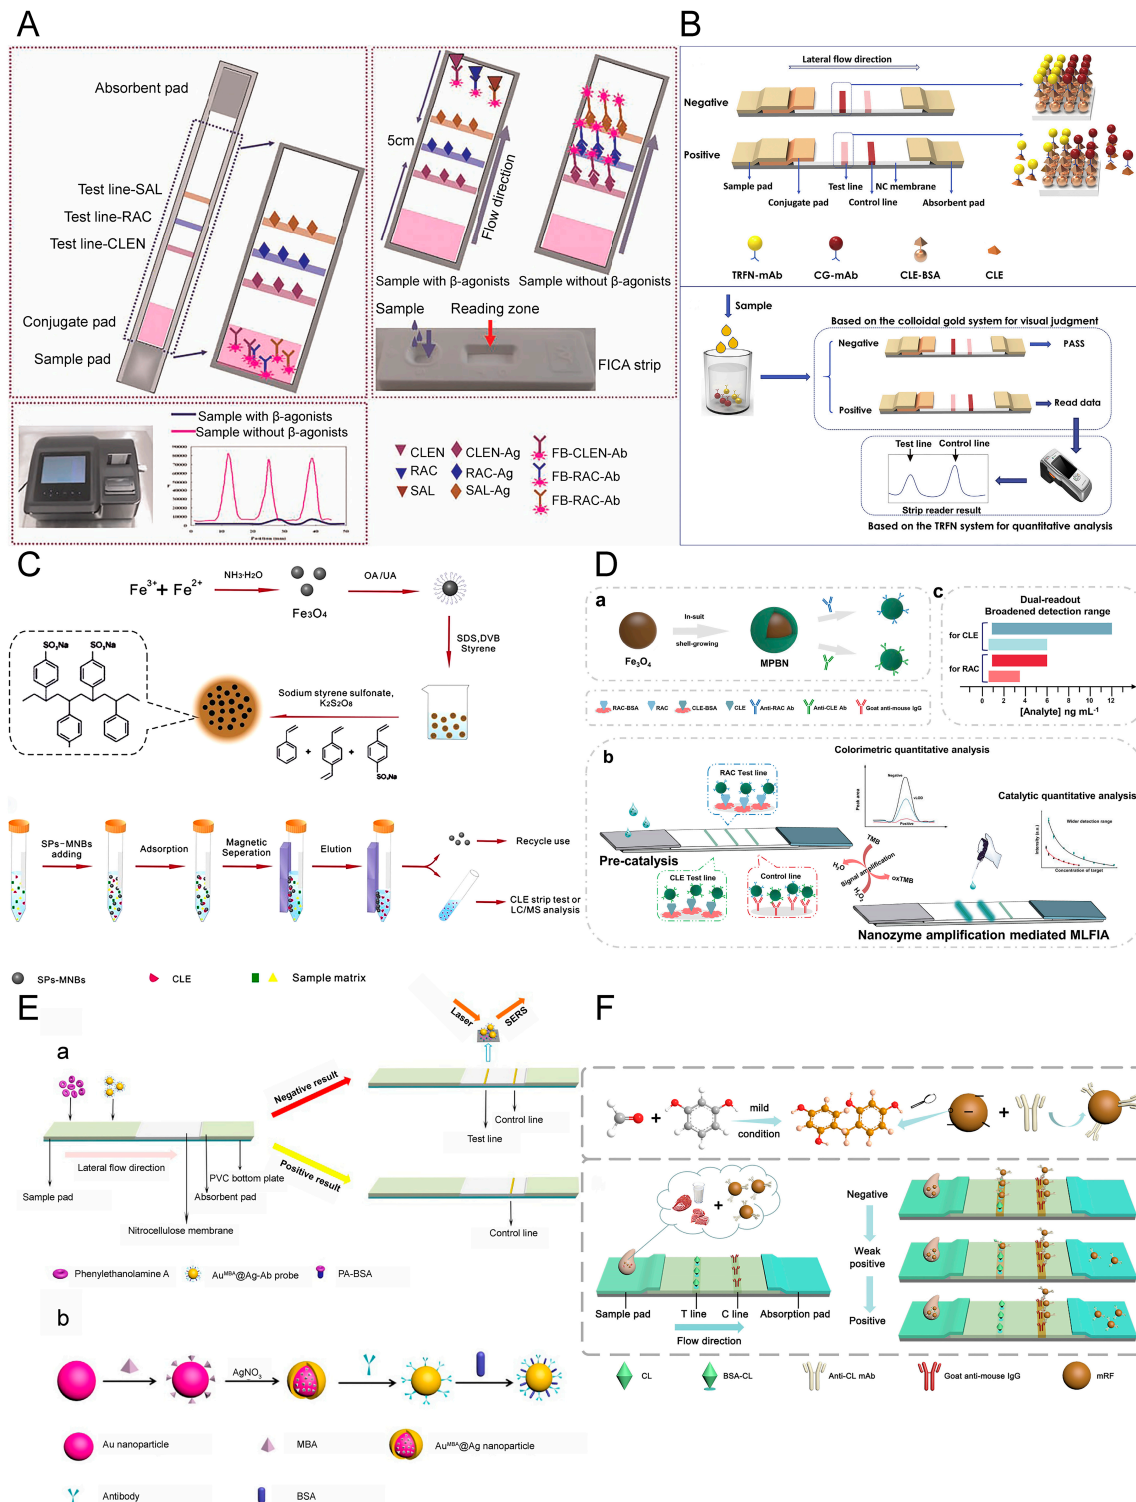 A
Absorbent pad
Test line-SAL
Test line-RAC
Test line-CLEN
Conjugate pad
Sample pad
5cm
Flow direction
Sample with β-agonists
Sample without β-agonists
Sample
Reading zone
FICA strip
Sample with β-agonists
Sample without β-agonists
CLEN
CLEN-Ag
FB-CLEN-Ab
RAC
RAC-Ag
FB-RAC-Ab
SAL
SAL-Ag
FB-RAC-Ab
B
Lateral flow direction
Negative
Positive
Sample pad
Test line
NC membrane
Conjugate pad
Control line
Absorbent pad
TRFN-mAb
CG-mAb
CLE-BSA
CLE
Sample
Based on the colloidal gold system for visual judgment
Negative
PASS
Positive
Read data
Test line
Control line
Strip reader result
Based on the TRFN system for quantitative analysis
C
Fe3+ + Fe2+
NH3·H2O
Fe3O4
OA/UA
SDS,DVB
Styrene
SO3Na
SO3Na
Sodium styrene sulfonate,
K2S2O8
+
+
SO3Na
SPs-MNBs
adding
Adsorption
Magnetic
Seperation
Elution
Recycle use
CLE strip test or
LC/MS analysis
SPs-MNBs
CLE
Sample matrix
D
a
Fe3O4
In-suit
shell-growing
MPBN
RAC-BSA
RAC
CLE-BSA
CLE
Anti-RAC Ab
Anti-CLE Ab
Goat anti-mouse IgG
c
Dual-readout
Broadened detection range
for CLE
for RAC
0 2 4 6 8 10 12
[Analyte] ng mL-1
b
Colorimetric quantitative analysis
RAC Test line
Peak area
Negative
Positive
Catalytic quantitative analysis
Wider detection range
Intensity (a.u.)
Concentration of target
Pre-catalysis
CLE Test line
Control line
TMB
H2O
Signal amplification
oxTMB
H2O2
Nanozyme amplification mediated MLFIA
E
a
Laser
SERS
Negative result
Control line
Test line
Lateral flow direction
PVC bottom plate
Sample pad
Absorbent pad
Nitrocellulose membrane
Positive result
Control line
Phenylethanolamine A
AuMBA@Ag-Ab probe
PA-BSA
b
AgNO3
Au nanoparticle
MBA
AuMBA@Ag nanoparticle
Antibody
BSA
F
+
mild
condition
+
+
Sample pad
T line
C line
Absorption pad
Flow direction
Negative
Weak
positive
Positive
CL
BSA-CL
Anti-CL mAb
Goat anti-mouse IgG
mRF